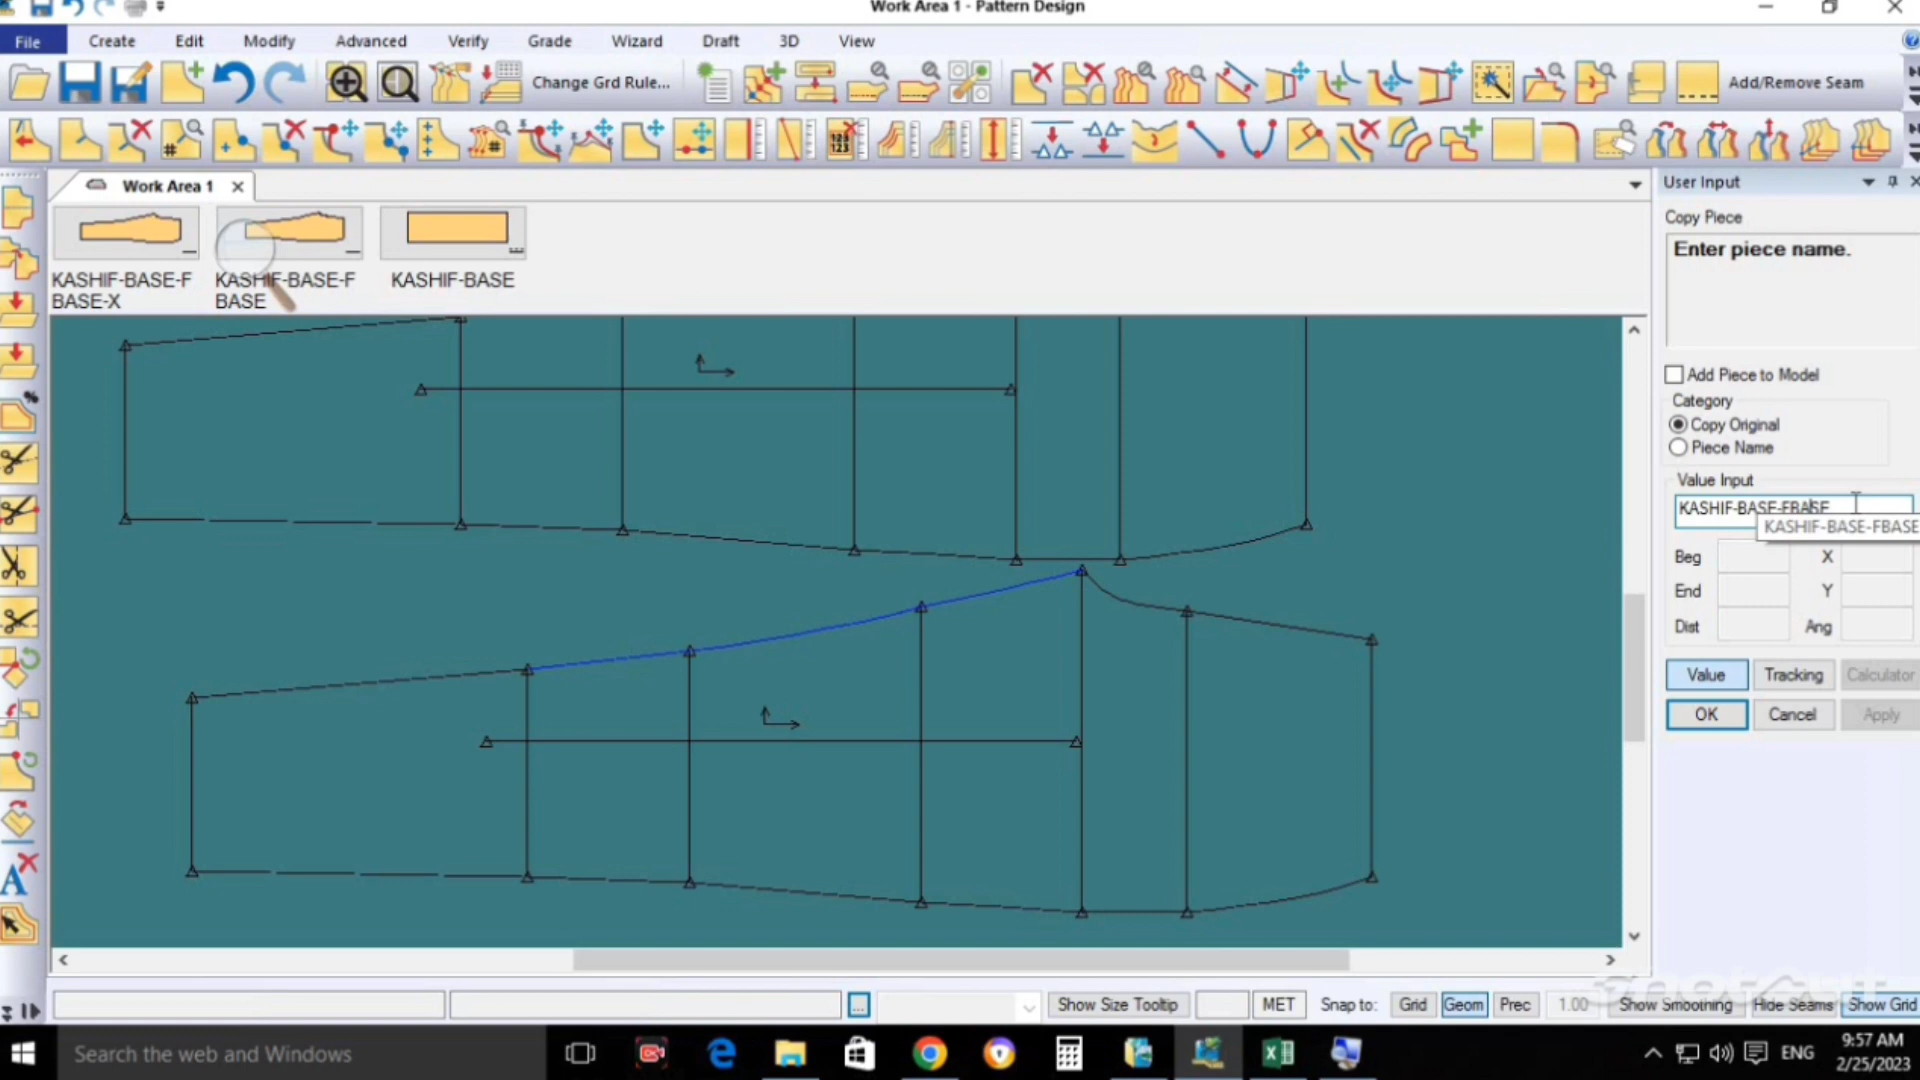 Work Area 1 - Pattern Design
File Create Edit Modify Advanced Verify Grade Wizard Draft 3D View
Change Grd Rule...
Add/Remove Seam
123
123
Work Area 1
KASHIF-BASE-F
BASE-X
KASHIF-BASE-F
BASE
KASHIF-BASE
User Input
Copy Piece
Enter piece name.
Add Piece to Model
Category
Copy Original
Piece Name
Value Input
KASHIF-BASE-FBASE
KASHIF-BASE-FBASE
Beg X
End Y
Dist Ang
Value Tracking Calculator
OK Cancel Apply
... Show Size Tooltip MET Snap to: Grid Geom Prec 1.00 Show Smoothing Hide Seams Show Grid
Search the web and Windows
ENG
9:57 AM
2/25/2023